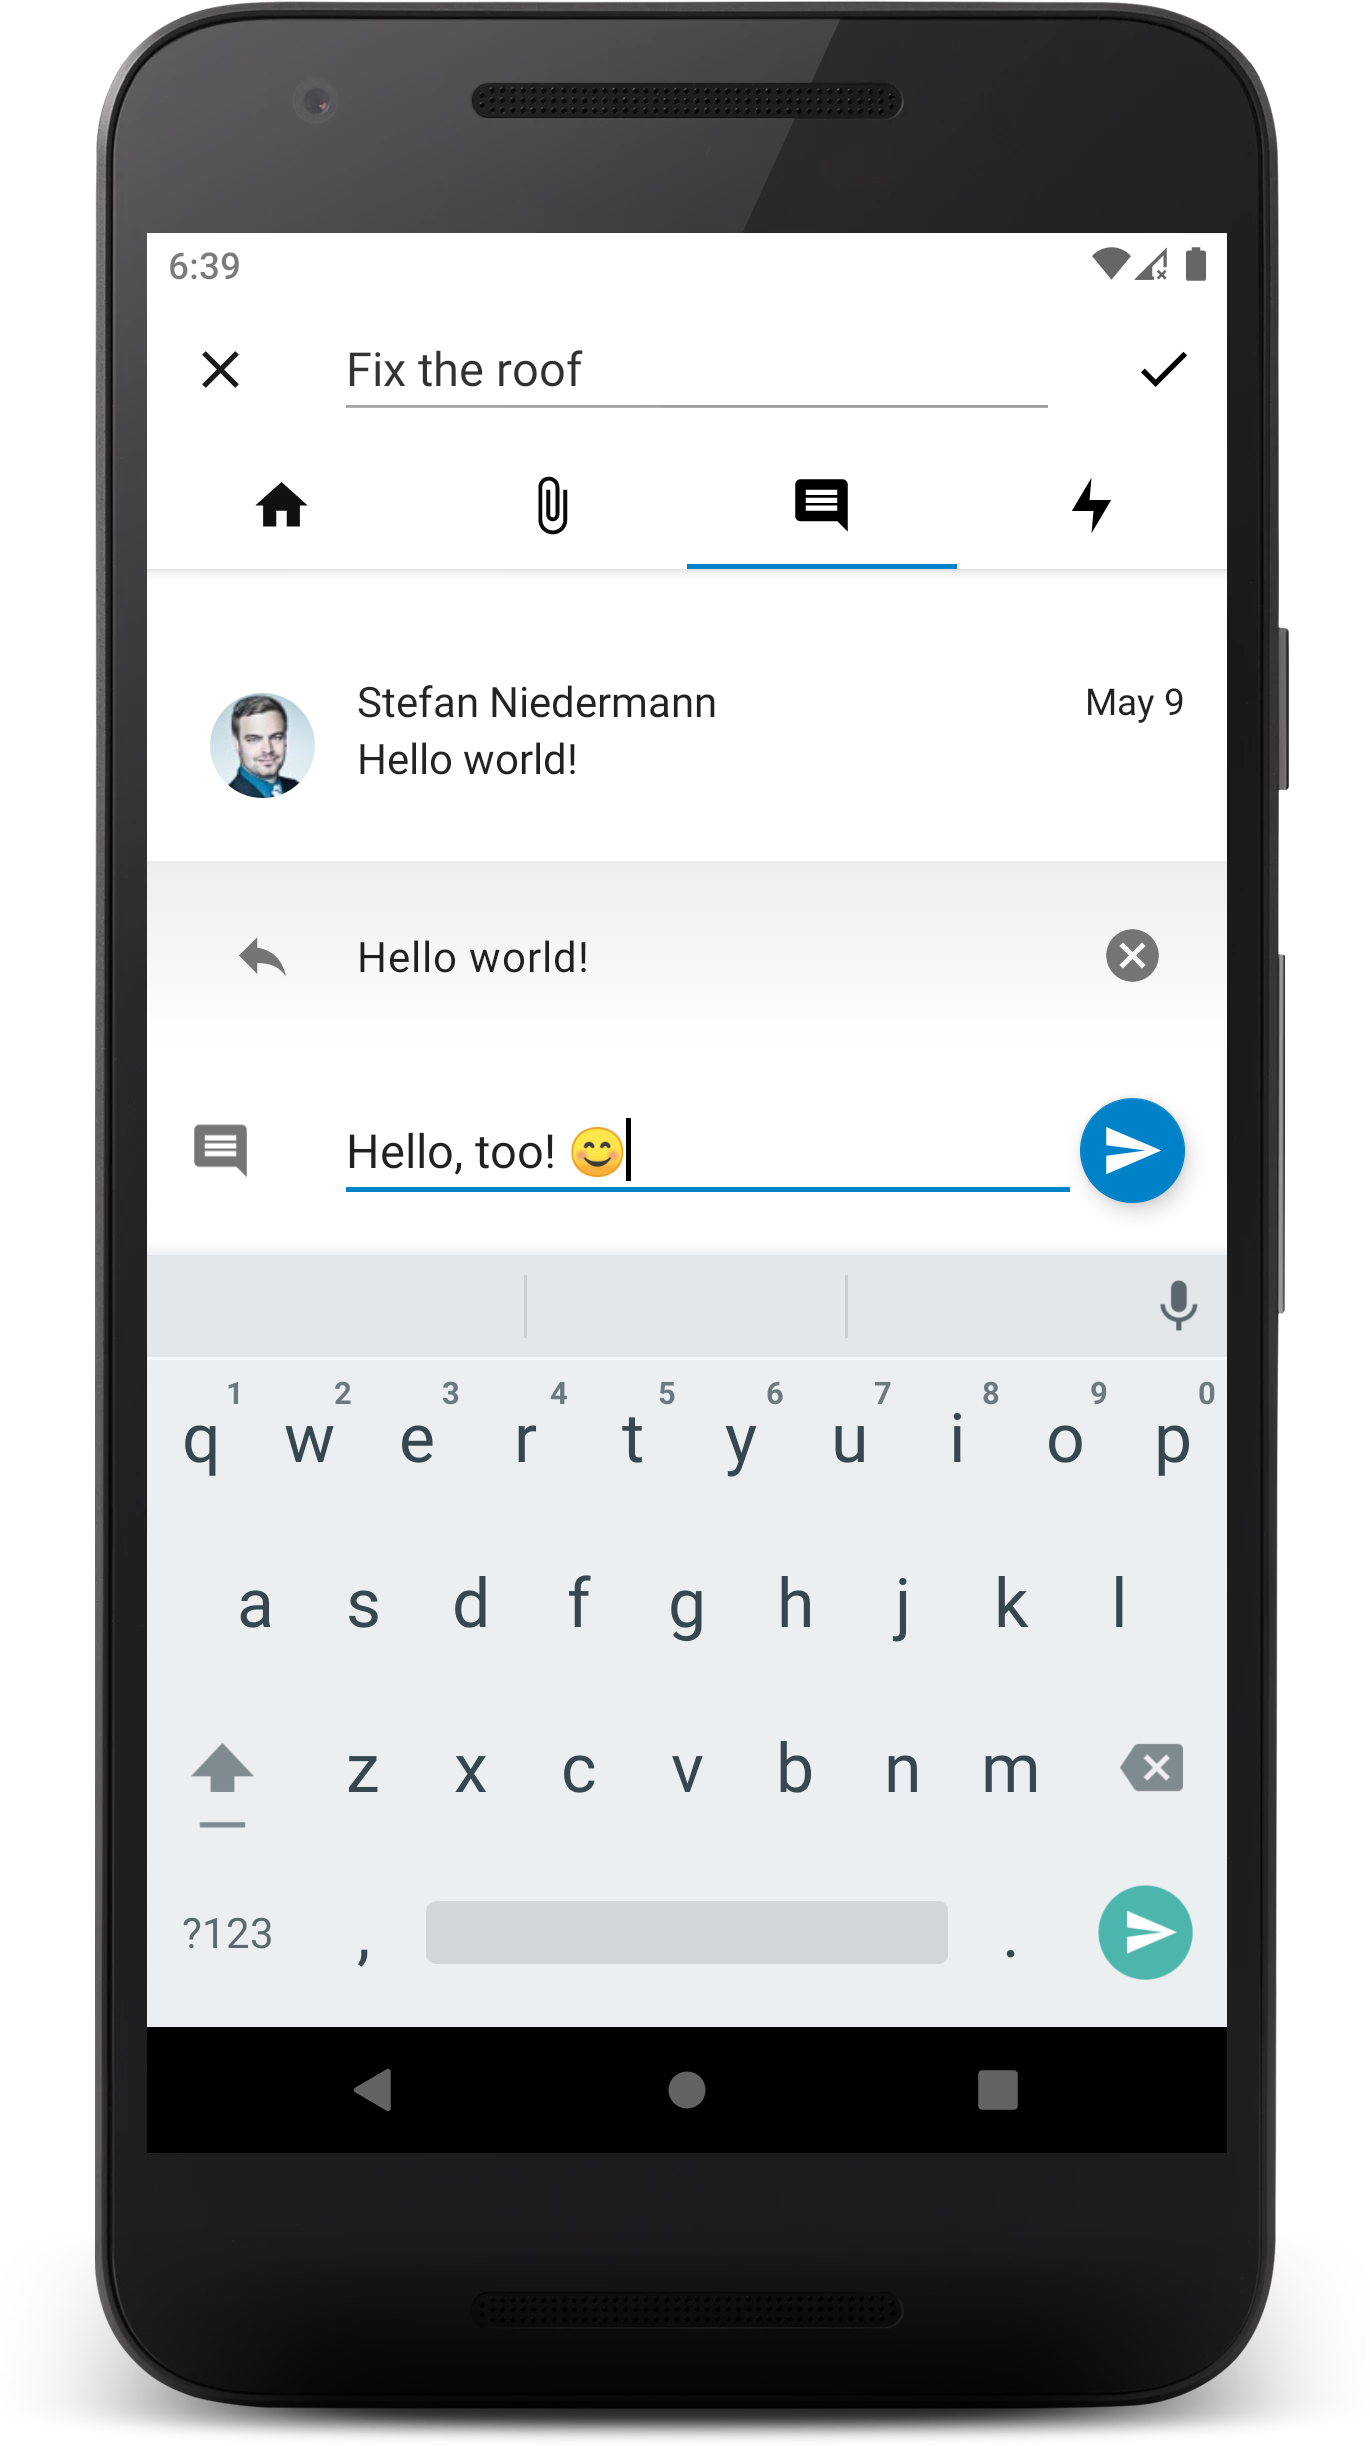 6:39
Fix the roof
Stefan Niedermann
May 9
Hello world!
Hello world!
Hello, too! 😊
1 2 3 4 5 6 7 8 9 0
q w e r t y u i o p
a s d f g h j k l
z x c v b n m
?123 , .